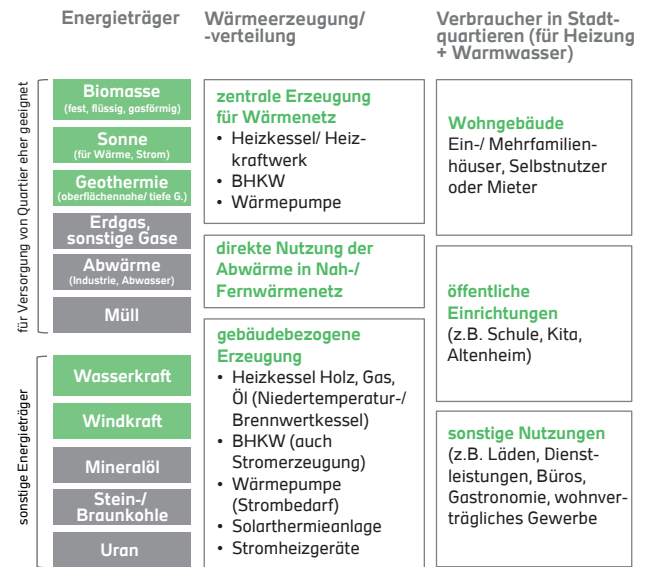 Energieträger
Wärmeerzeugung/
-verteilung
Verbraucher in Stadt-
quartieren (für Heizung
+ Warmwasser)
für Versorgung von Quartier eher geeignet
Biomasse
(fest, flüssig, gasförmig)
Sonne
(für Wärme, Strom)
Geothermie
(oberflächennahe/ tiefe G.)
Erdgas,
sonstige Gase
Abwärme
(Industrie, Abwasser)
Müll
sonstige Energieträger
Wasserkraft
Windkraft
Mineralöl
Stein-/
Braunkohle
Uran
zentrale Erzeugung
für Wärmenetz
• Heizkessel/ Heiz-
kraftwerk
• BHKW
• Wärmepumpe
direkte Nutzung der
Abwärme in Nah-/
Fernwärmenetz
gebäudebezogene
Erzeugung
• Heizkessel Holz, Gas,
Öl (Niedertemperatur-/
Brennwertkessel)
• BHKW (auch
Stromerzeugung)
• Wärmepumpe
(Strombedarf)
• Solarthermieanlage
• Stromheizgeräte
Wohngebäude
Ein-/ Mehrfamilien-
häuser, Selbstnutzer
oder Mieter
öffentliche
Einrichtungen
(z.B. Schule, Kita,
Altenheim)
sonstige Nutzungen
(z.B. Läden, Dienst-
leistungen, Büros,
Gastronomie, wohnver-
trägliches Gewerbe